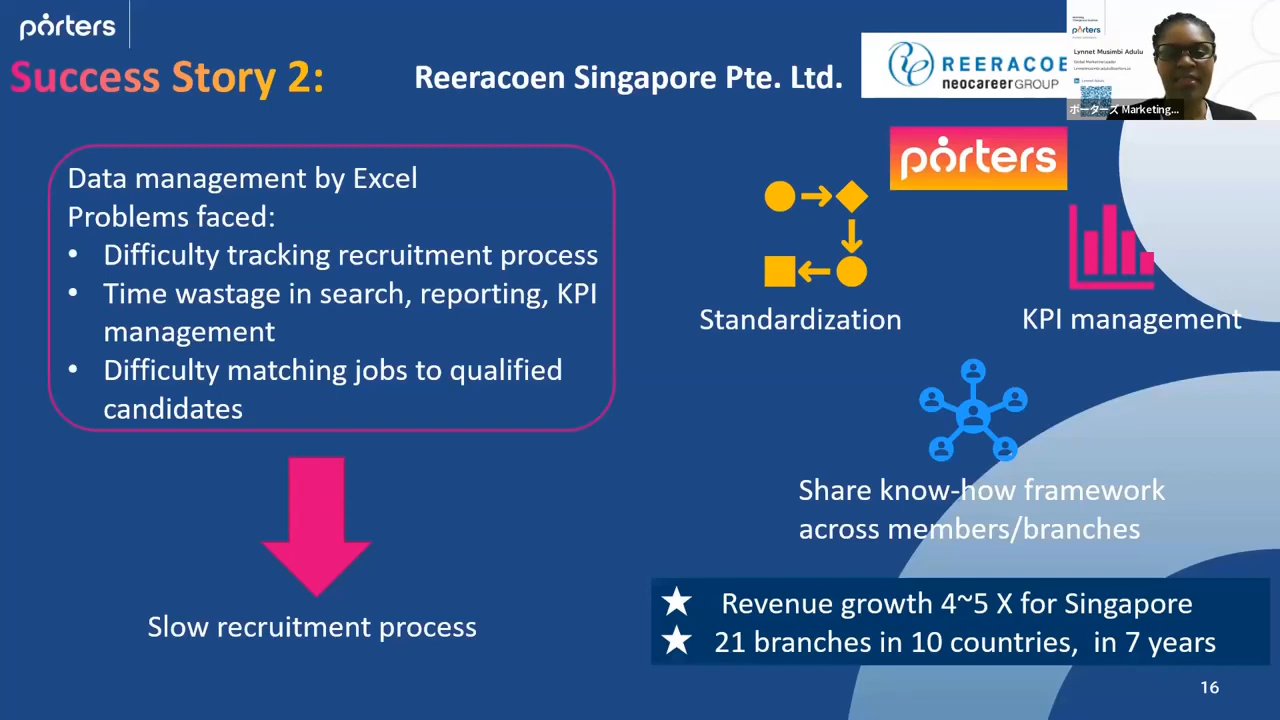 porters
Success Story 2:
Reeracoen Singapore Pte. Ltd.
REERACOE
neocareer GROUP
porters
Lynnet Musimbi Adulu
ポーターズ Marketing...
porters
Data management by Excel
Problems faced:
• Difficulty tracking recruitment process
• Time wastage in search, reporting, KPI
management
• Difficulty matching jobs to qualified
candidates
Slow recruitment process
Standardization
KPI management
Share know-how framework
across members/branches
★ Revenue growth 4~5 X for Singapore
★ 21 branches in 10 countries, in 7 years
16